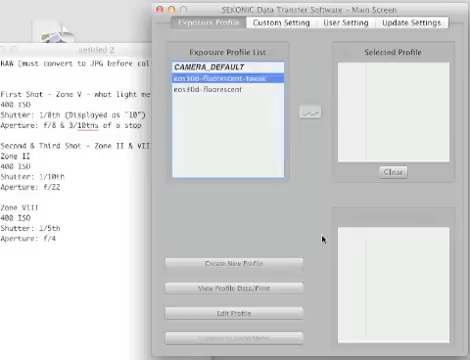 SEKONIC Data Transfer Software - Main Screen
Exposure Profile
Custom Setting
User Setting
Update Settings
untitled 2
RAW (must convert to JPG before col
First Shot - Zone V - what light me
400 ISO
Shutter: 1/8th (Displayed as "10")
Aperture: f/8 & 3/10ths of a stop
Second & Third Shot - Zone II & VII
Zone II
400 ISO
Shutter: 1/10th
Aperture: f/22
Zone VIII
400 ISO
Shutter: 1/5th
Aperture: f/4
Exposure Profile List
CAMERA_DEFAULT
eos30d-fluorescent-tweak
eos30d-fluorescent
Selected Profile
Clear
Create New Profile
View Profile Data/Print
Edit Profile